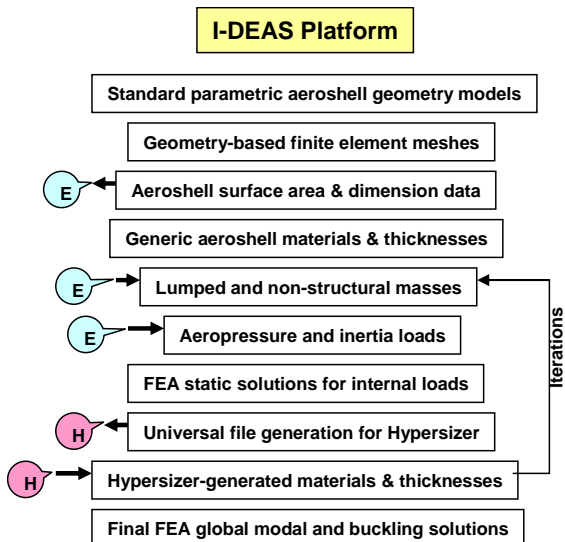 I-DEAS Platform
Standard parametric aeroshell geometry models
Geometry-based finite element meshes
E
Aeroshell surface area & dimension data
Generic aeroshell materials & thicknesses
E
Lumped and non-structural masses
E
Aeropressure and inertia loads
Iterations
FEA static solutions for internal loads
H
Universal file generation for Hypersizer
H
Hypersizer-generated materials & thicknesses
Final FEA global modal and buckling solutions